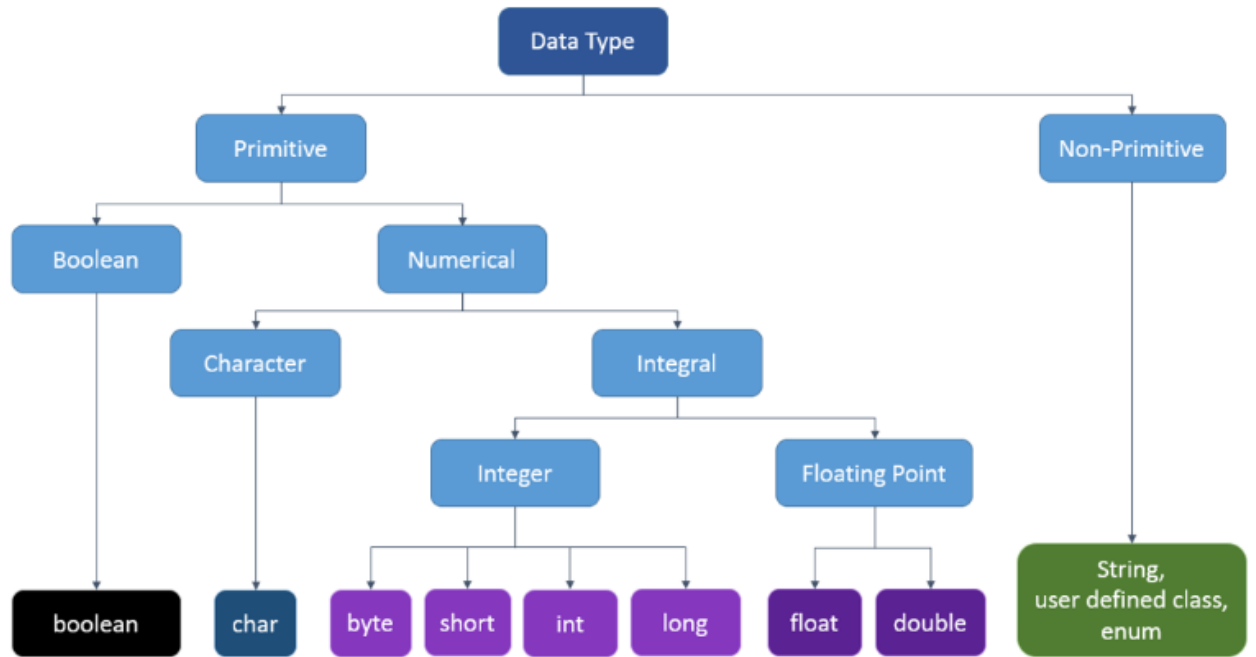 Data Type
Primitive
Non-Primitive
Boolean
Numerical
Character
Integral
Integer
Floating Point
boolean
char
byte
short
int
long
float
double
String,
user defined class,
enum